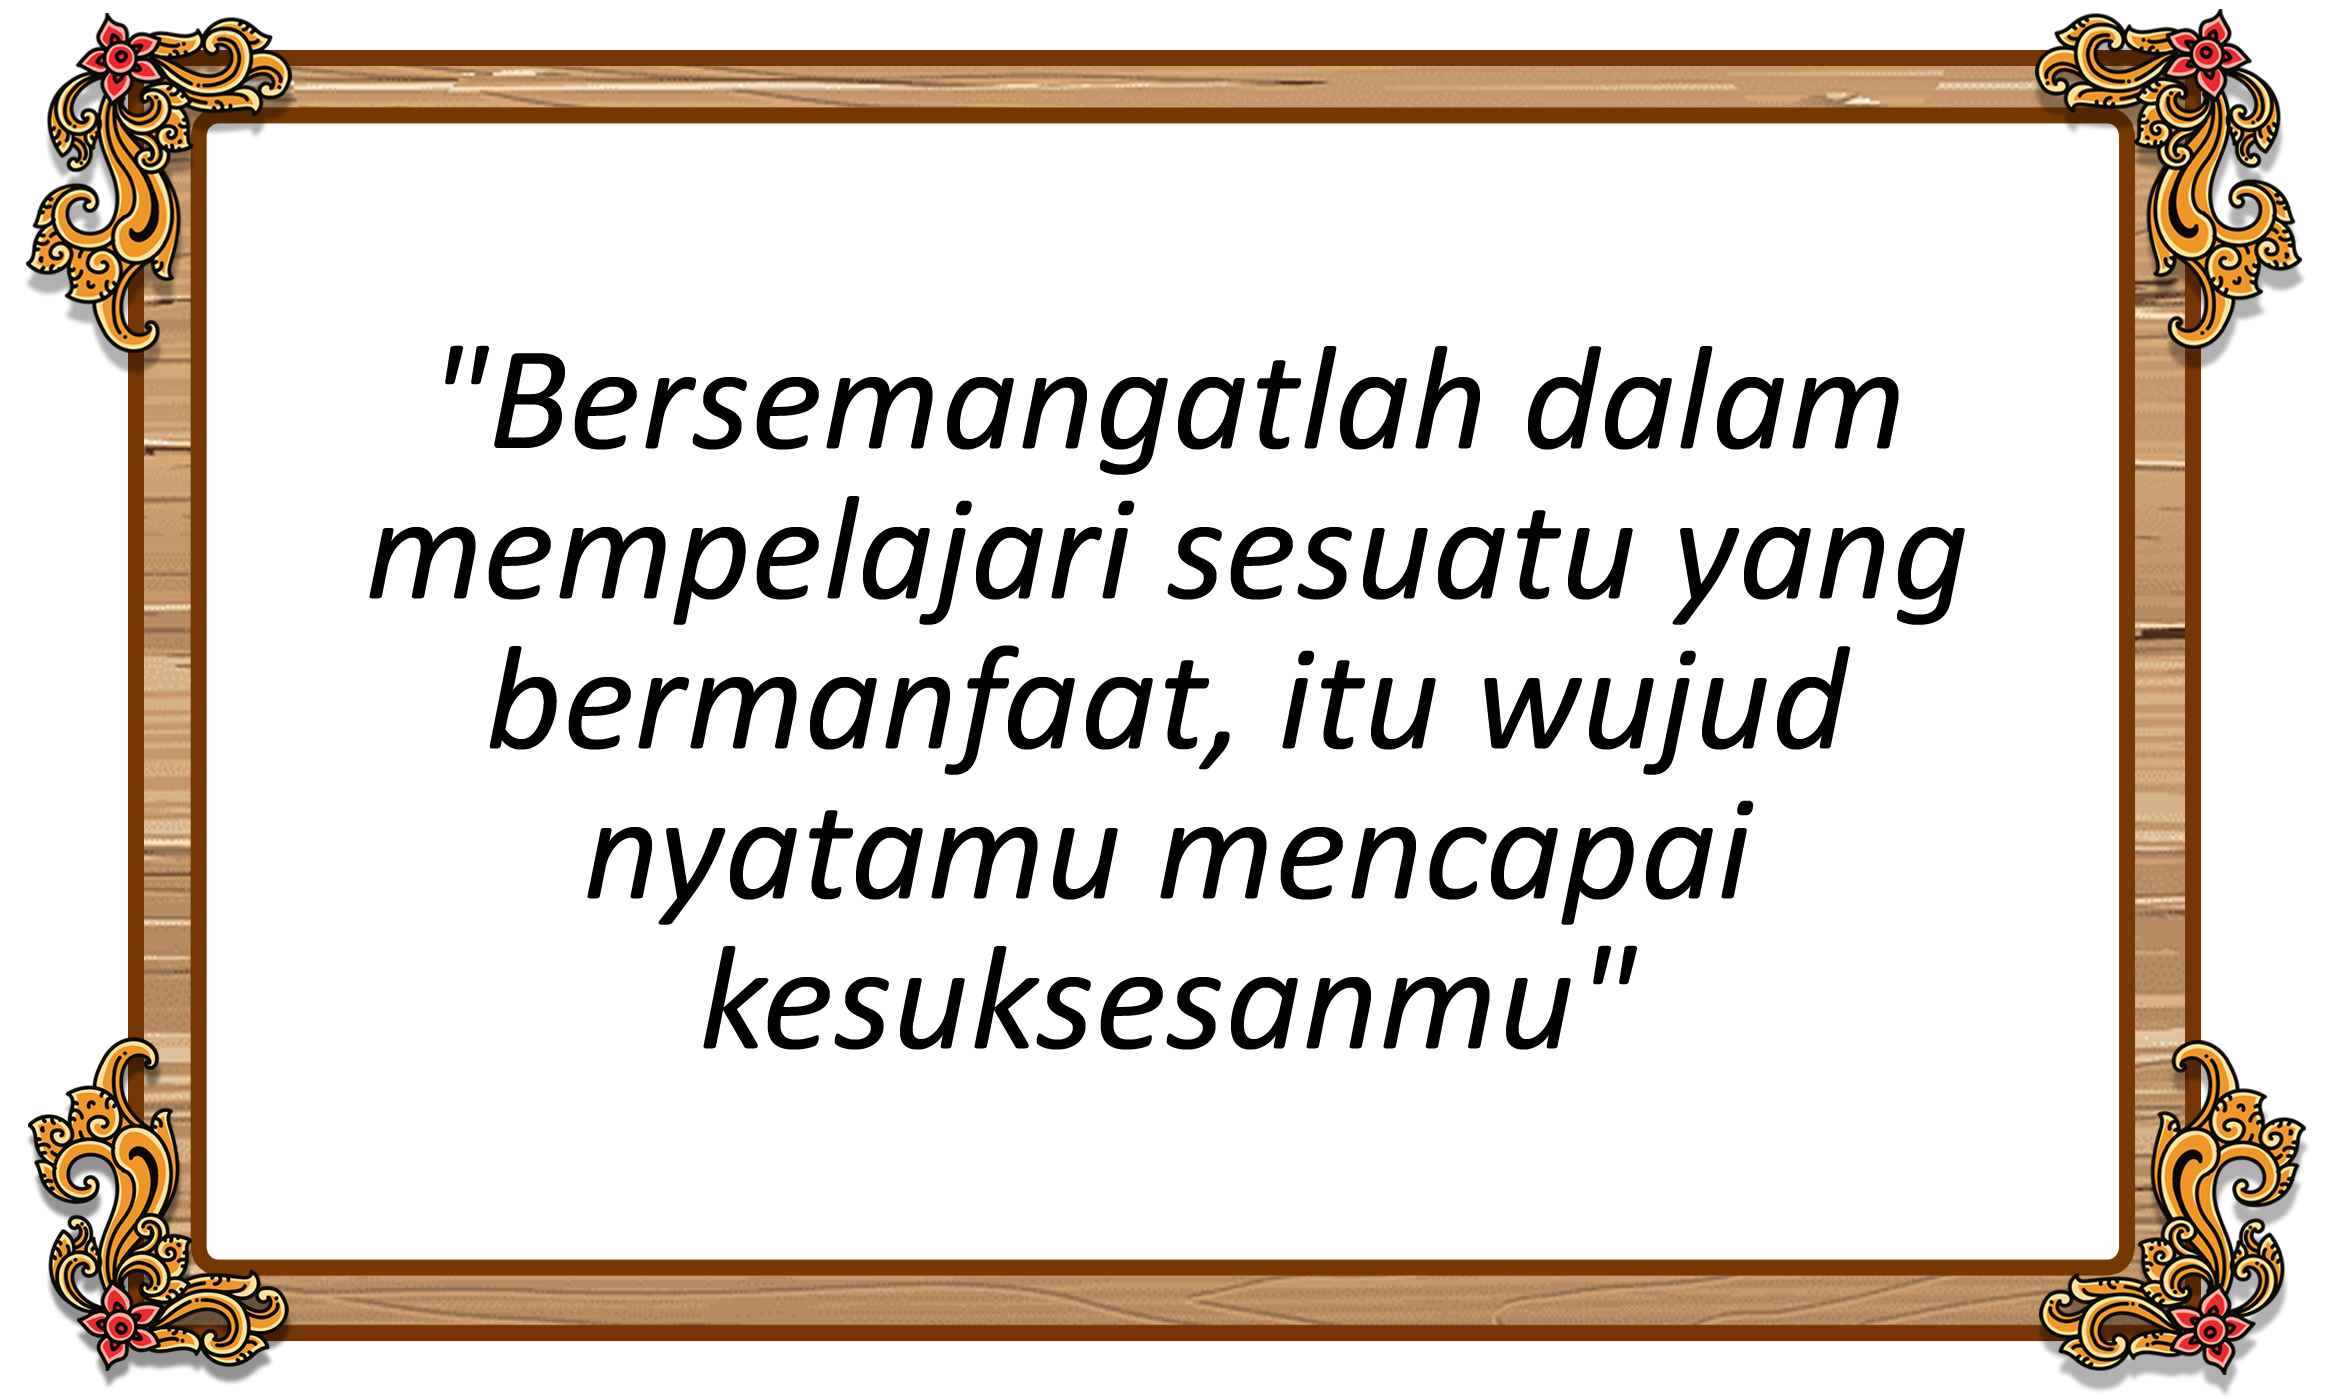 "Bersemangatlah dalam
mempelajari sesuatu yang
bermanfaat, itu wujud
nyatamu mencapai
kesuksesanmu"